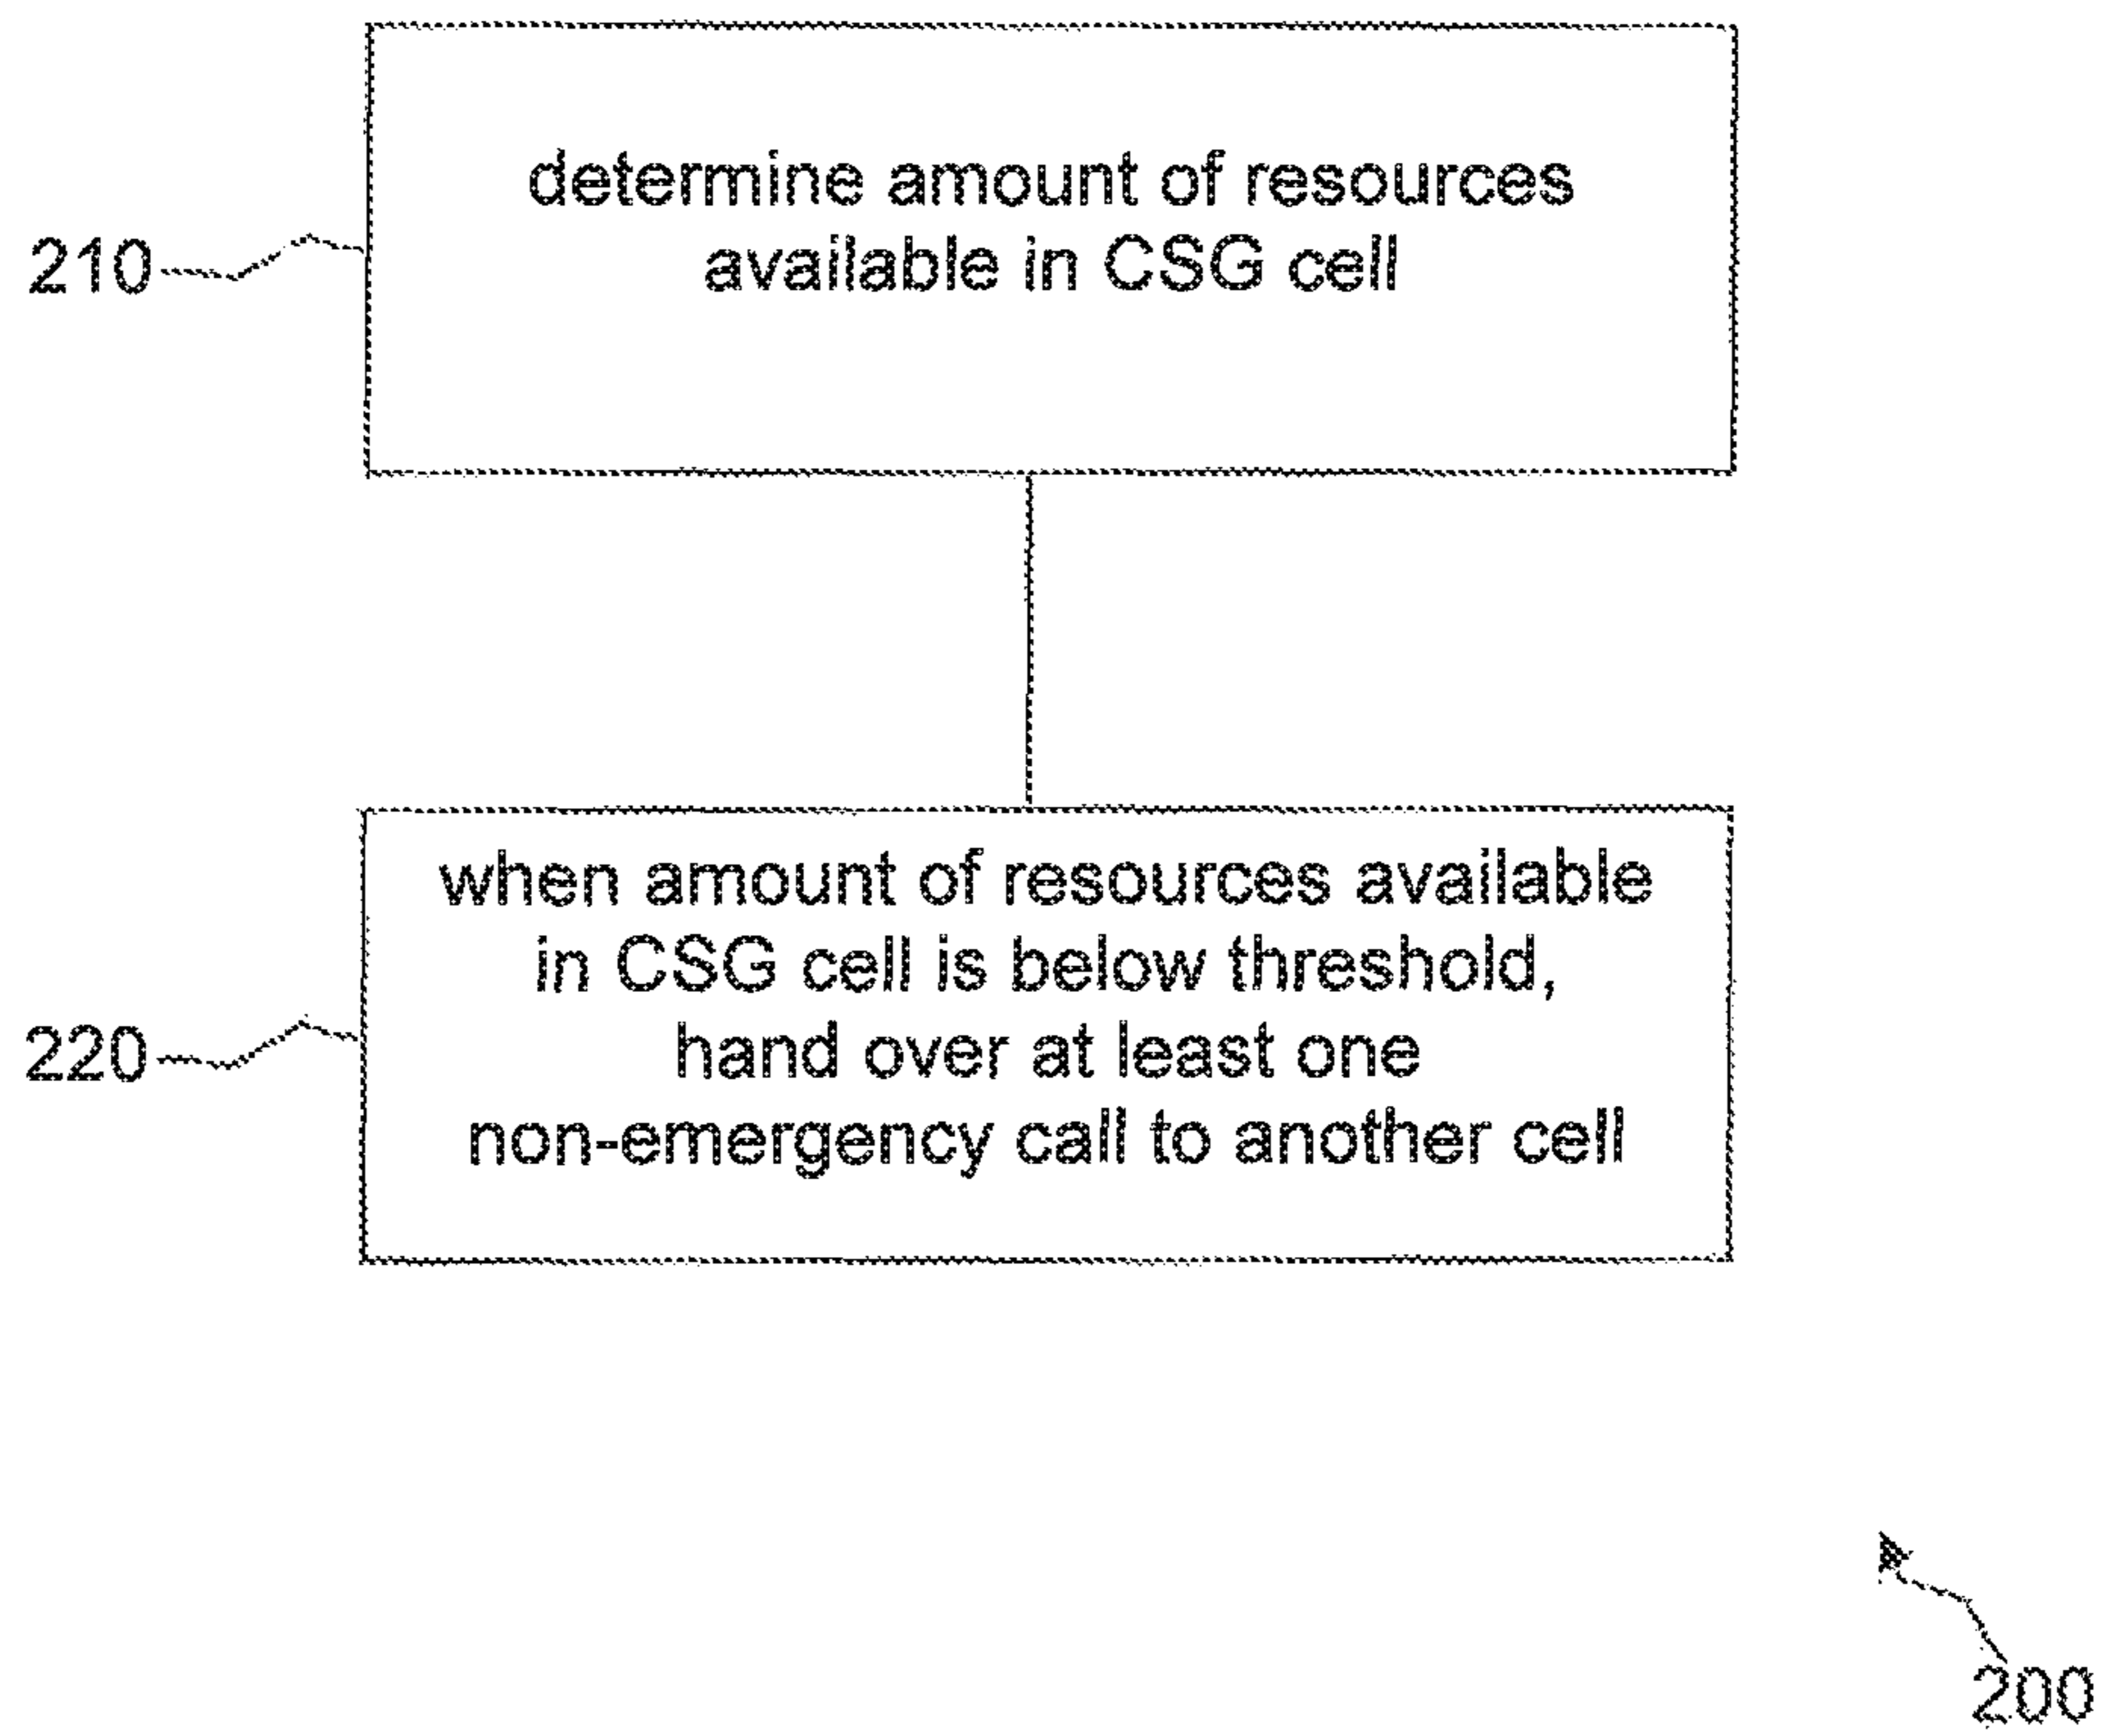 determine amount of resources
available in CSG cell
210
when amount of resources available
in CSG cell is below threshold,
hand over at least one
non-emergency call to another cell
220
200